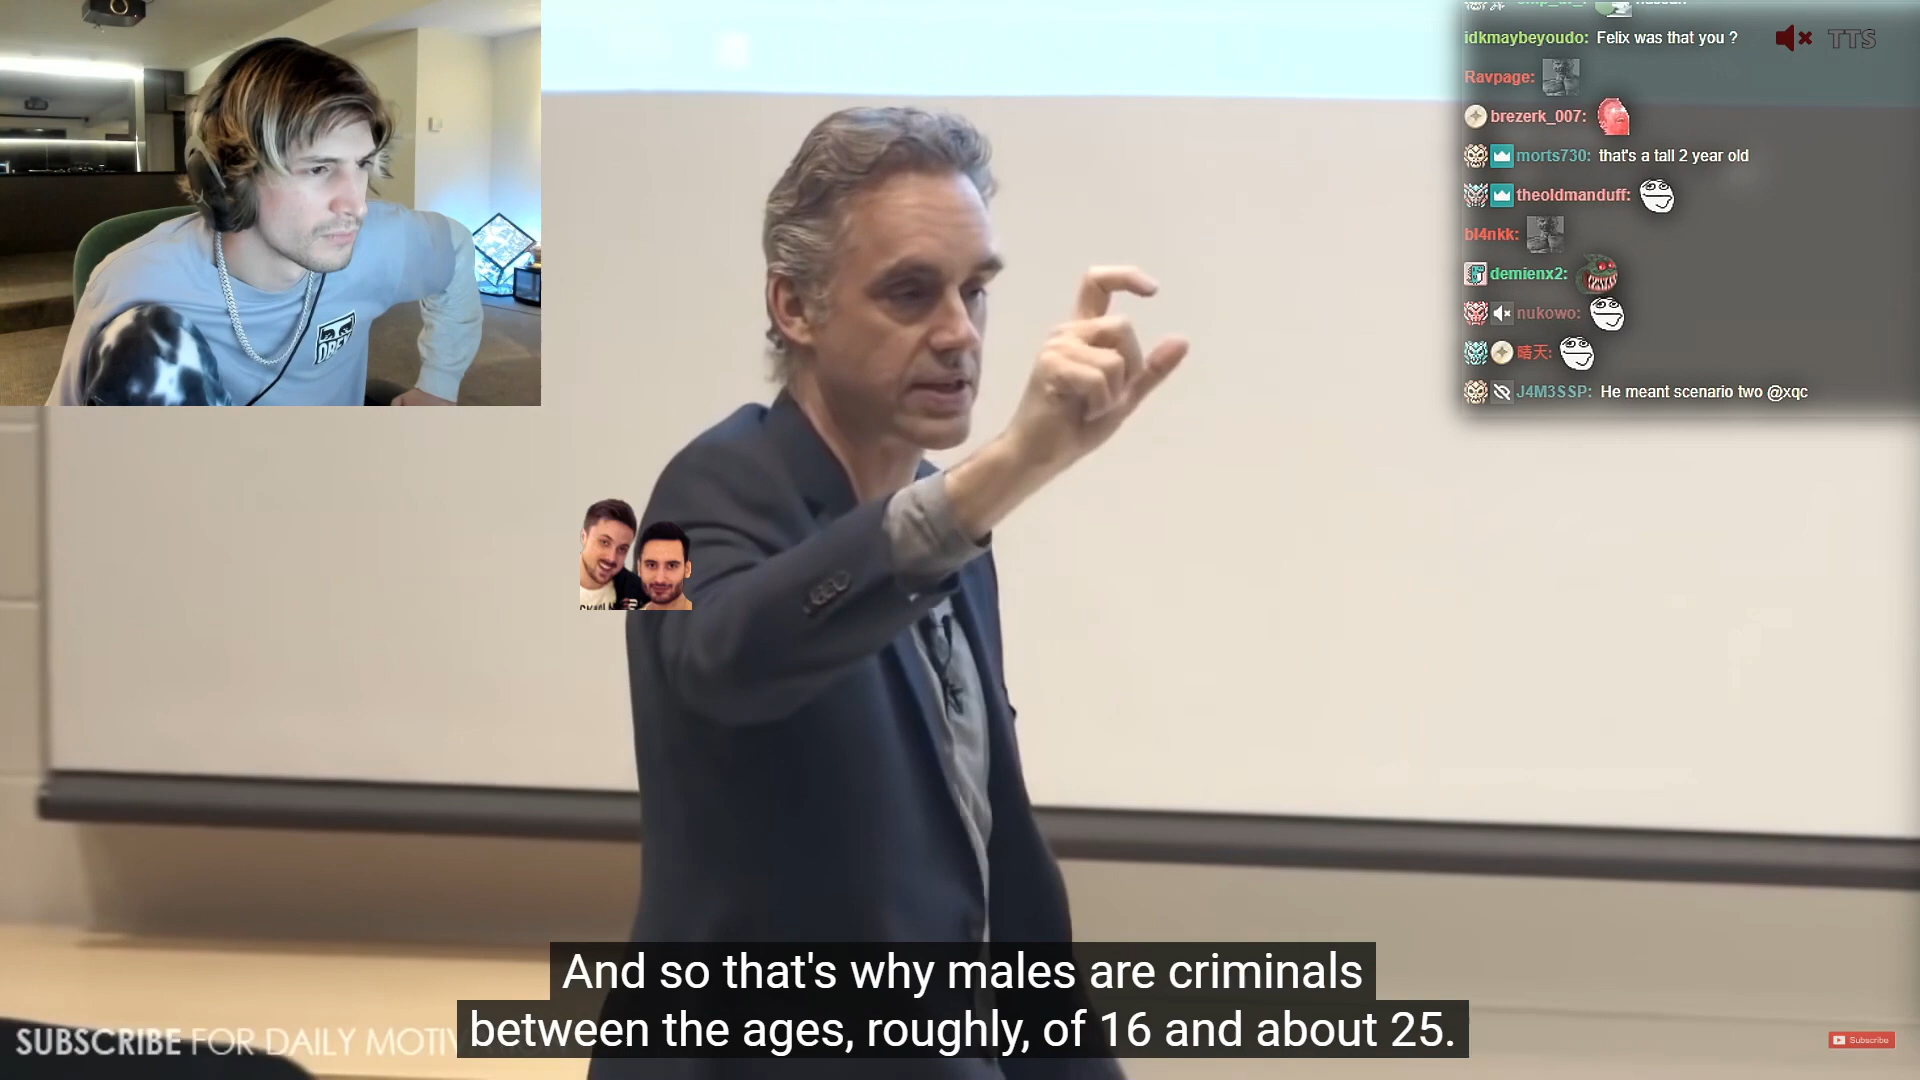 idkmaybeyoudo: Felix was that you ?
TTS
Ravpage:
brezerk_007:
morts730: that's a tall 2 year old
theoldmanduff:
bl4nkk:
demienx2:
nukowo:
晴天:
J4M3SSP: He meant scenario two @xqc
OBEY
And so that's why males are criminals
between the ages, roughly, of 16 and about 25.
SUBSCRIBE FOR DAILY
Subscribe